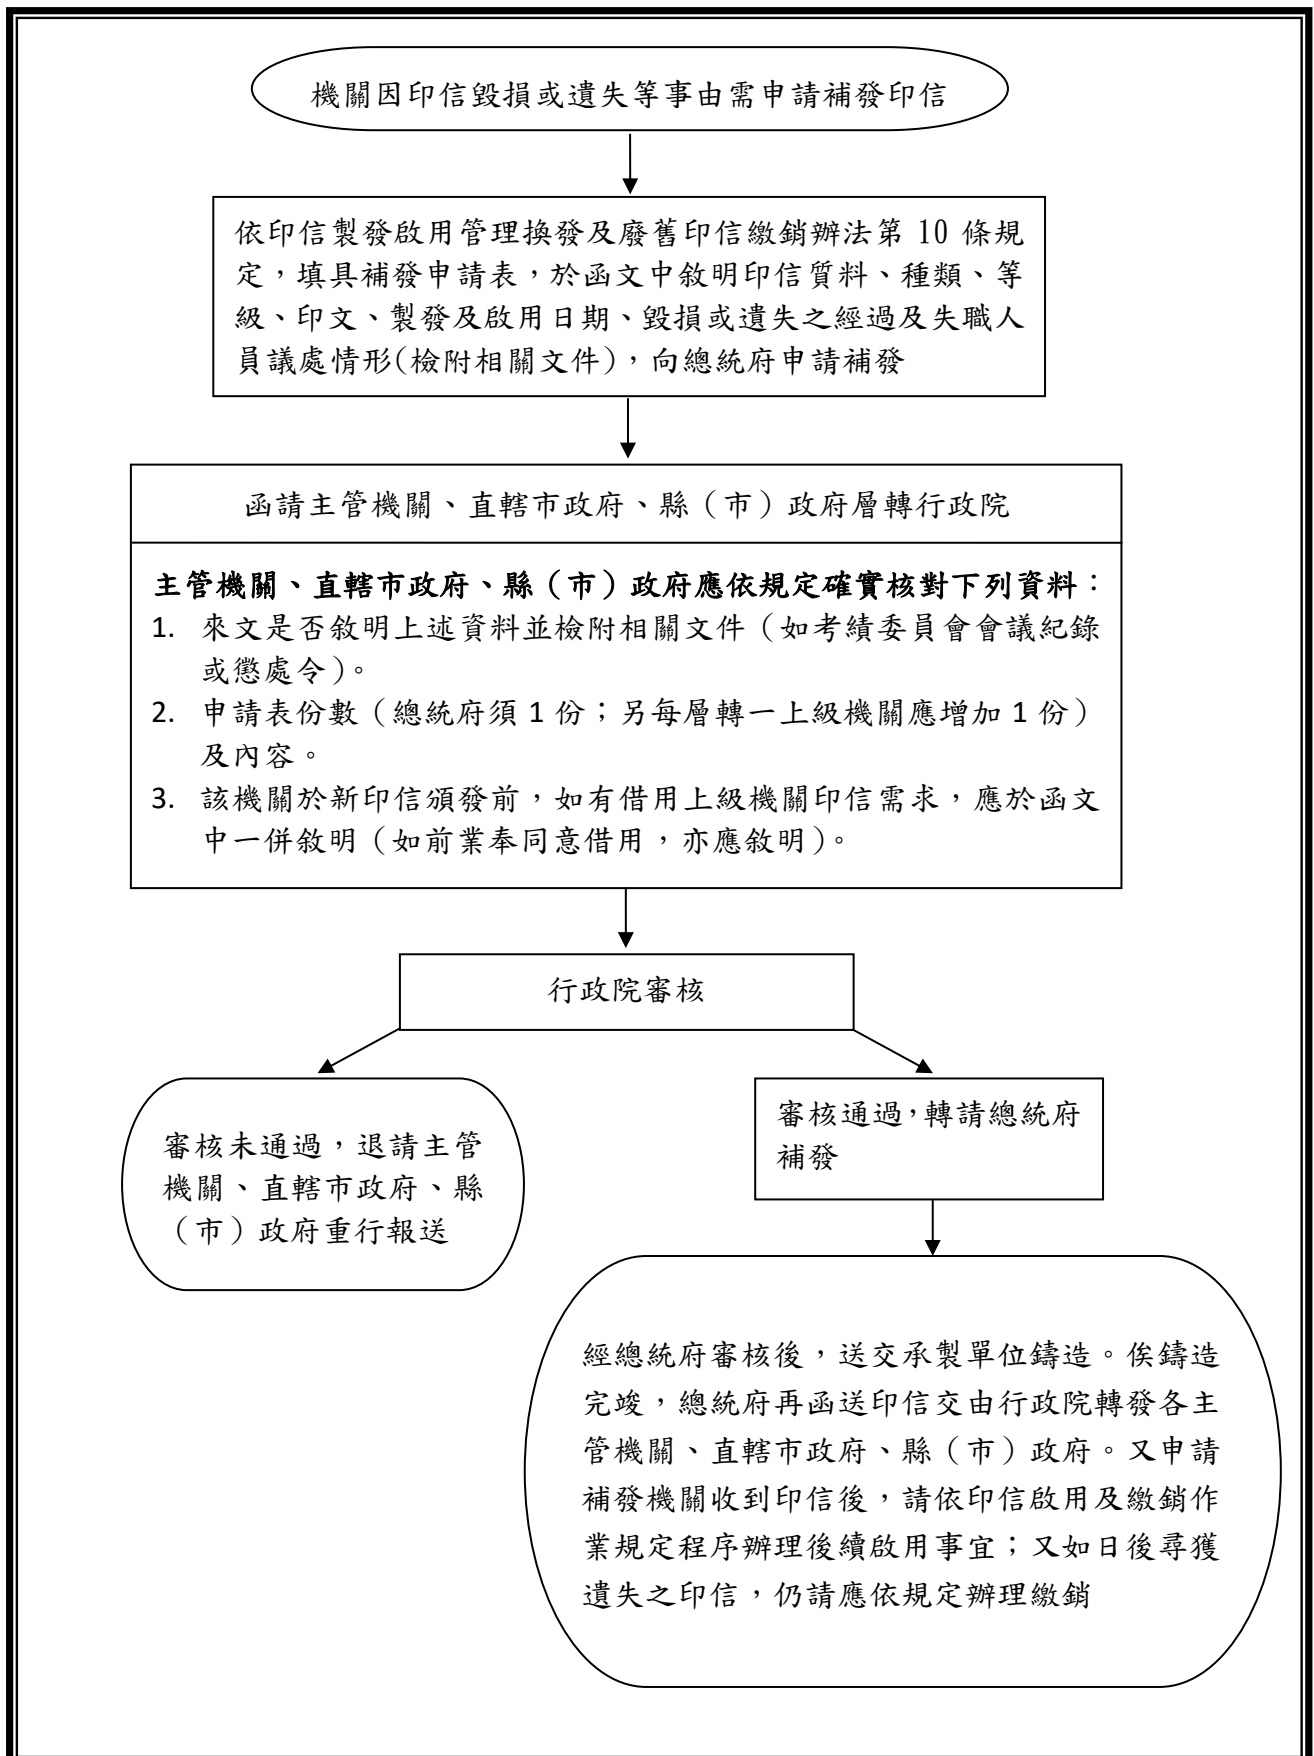 機關因印信毀損或遺失等事由需申請補發印信
依印信製發啟用管理換發及廢舊印信繳銷辦法第 10 條規
定，填具補發申請表，於函文中敘明印信質料、種類、等
級、印文、製發及啟用日期、毀損或遺失之經過及失職人
員議處情形(檢附相關文件)，向總統府申請補發
函請主管機關、直轄市政府、縣（市）政府層轉行政院
主管機關、直轄市政府、縣（市）政府應依規定確實核對下列資料：
1. 來文是否敘明上述資料並檢附相關文件（如考績委員會會議紀錄
或懲處令）。
2. 申請表份數（總統府須 1 份；另每層轉一上級機關應增加 1 份）
及內容。
3. 該機關於新印信頒發前，如有借用上級機關印信需求，應於函文
中一併敘明（如前業奉同意借用，亦應敘明）。
行政院審核
審核未通過，退請主管
機關、直轄市政府、縣
（市）政府重行報送
審核通過，轉請總統府
補發
經總統府審核後，送交承製單位鑄造。俟鑄造
完竣，總統府再函送印信交由行政院轉發各主
管機關、直轄市政府、縣（市）政府。又申請
補發機關收到印信後，請依印信啟用及繳銷作
業規定程序辦理後續啟用事宜；又如日後尋獲
遺失之印信，仍請應依規定辦理繳銷